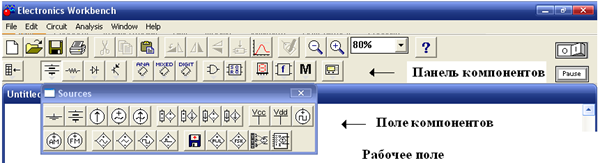 Electronics Workbench
File Edit Circuit Analysis Window Help
80% ?
ANA MIXED DIGIT M Панель компонентов Pause
Untitled
Sources
Vcc Vdd
Поле компонентов
AM FM FSK
Рабочее поле